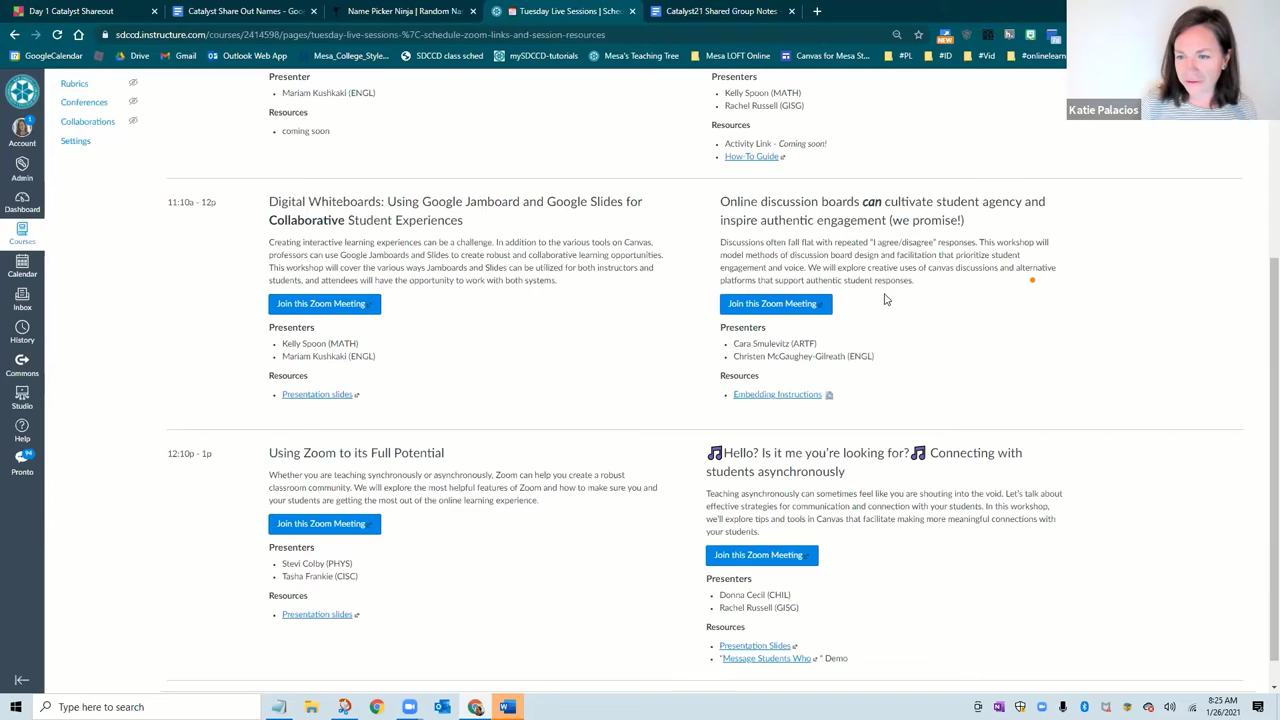 Catalyst Shar Out Main - Goo
Palabras Ninja Random Na
Tuesday Live Sessions | Sche
Catalyst21 Shared Document
sdccd.instructure.com/courses/2414598/pages/tuesday-live-sessions-%7C-schedule-zoom-links-and-session-resources
GoogleCalendar
Drive
Gmail
Quip
Mesa_College_Style...
SDCCD class sched
mySDCCD-tutorials
Mesa's Teaching Tree
Mesa LOFT Online
Canvas for Mesa St...
#PL
#ID
#Vid
#onlinelearn
Katie Palacios
Account
Admin
Dashboard
Courses
Calendar
Inbox
History
Commons
Studio
Help
Pronto
Rubrics
Conferences
Collaborations
Settings
Presenter
Mariam Kushkaki (ENGL)
Resources
coming soon
Presenters
Kelly Spoon (MATH)
Rachel Russell (GISG)
Resources
Activity Link - Coming soon!
How-To Guide
11:10a - 12p
Digital Whiteboards: Using Google Jamboard and Google Slides for
Collaborative Student Experiences
Creating interactive learning experiences can be a challenge. In addition to the various tools on Canvas,
professors can use Google Jamboards and Slides to create robust and collaborative learning opportunities.
This workshop will cover the various ways Jamboards and Slides can be utilized for both instructors and
students, and attendees will have the opportunity to work with both systems.
Join this Zoom Meeting
Presenters
Kelly Spoon (MATH)
Mariam Kushkaki (ENGL)
Resources
Presentation slides
Online discussion boards can cultivate student agency and
inspire authentic engagement (we promise!)
Discussions often fall flat with repeated "I agree/disagree" responses. This workshop will
model methods of discussion board design and facilitation that prioritize student
engagement and voice. We will explore creative uses of canvas discussions and alternative
platforms that support authentic student responses.
Join this Zoom Meeting
Presenters
Cara Smulevitz (ARTF)
Christen McGaughey-Gilreath (ENGL)
Resources
Embedding Instructions
12:10p - 1p
Using Zoom to its Full Potential
Whether you are teaching synchronously or asynchronously, Zoom can help you create a robust
classroom community. We will explore the most helpful features of Zoom and how to make sure you and
your students are getting the most out of the online learning experience.
Join this Zoom Meeting
Presenters
Stevi Colby (PHYS)
Tasha Frankie (CISC)
Resources
Presentation slides
🎵Hello? Is it me you're looking for?🎵 Connecting with
students asynchronously
Teaching asynchronously can sometimes feel like you are shouting into the void. Let's talk about
effective strategies for communication and connection with your students. In this workshop,
we'll explore tips and tools in Canvas that facilitate making more meaningful connections with
your students.
Join this Zoom Meeting
Presenters
Donna Cecil (CHIL)
Rachel Russell (GISG)
Resources
Presentation Slides
"Message Students Who " Demo
Type here to search
8:25 AM
1/26/2021